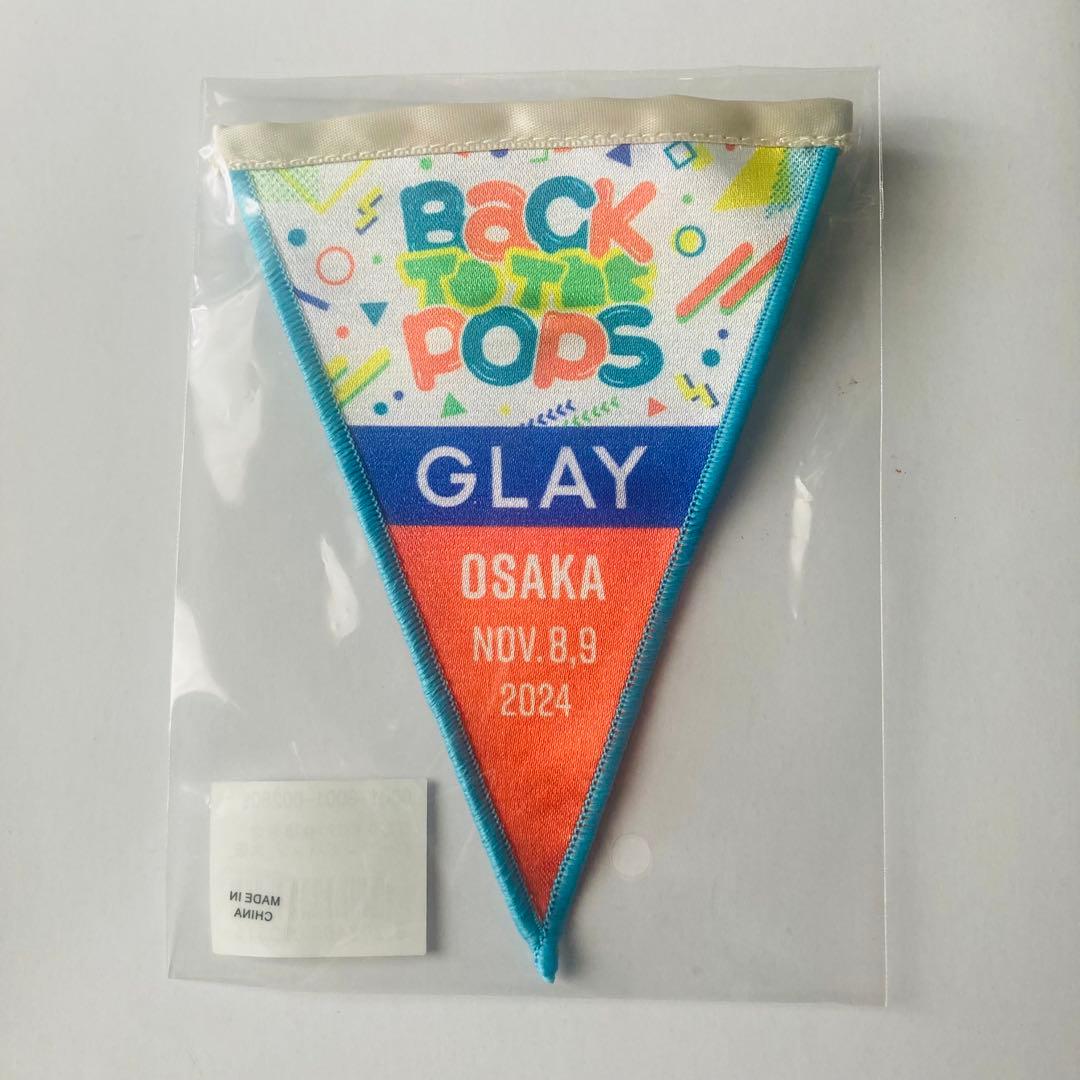 BaCK
TO THE
POPS
GLAY
OSAKA
NOV. 8,9
2024
MADE IN
CHINA